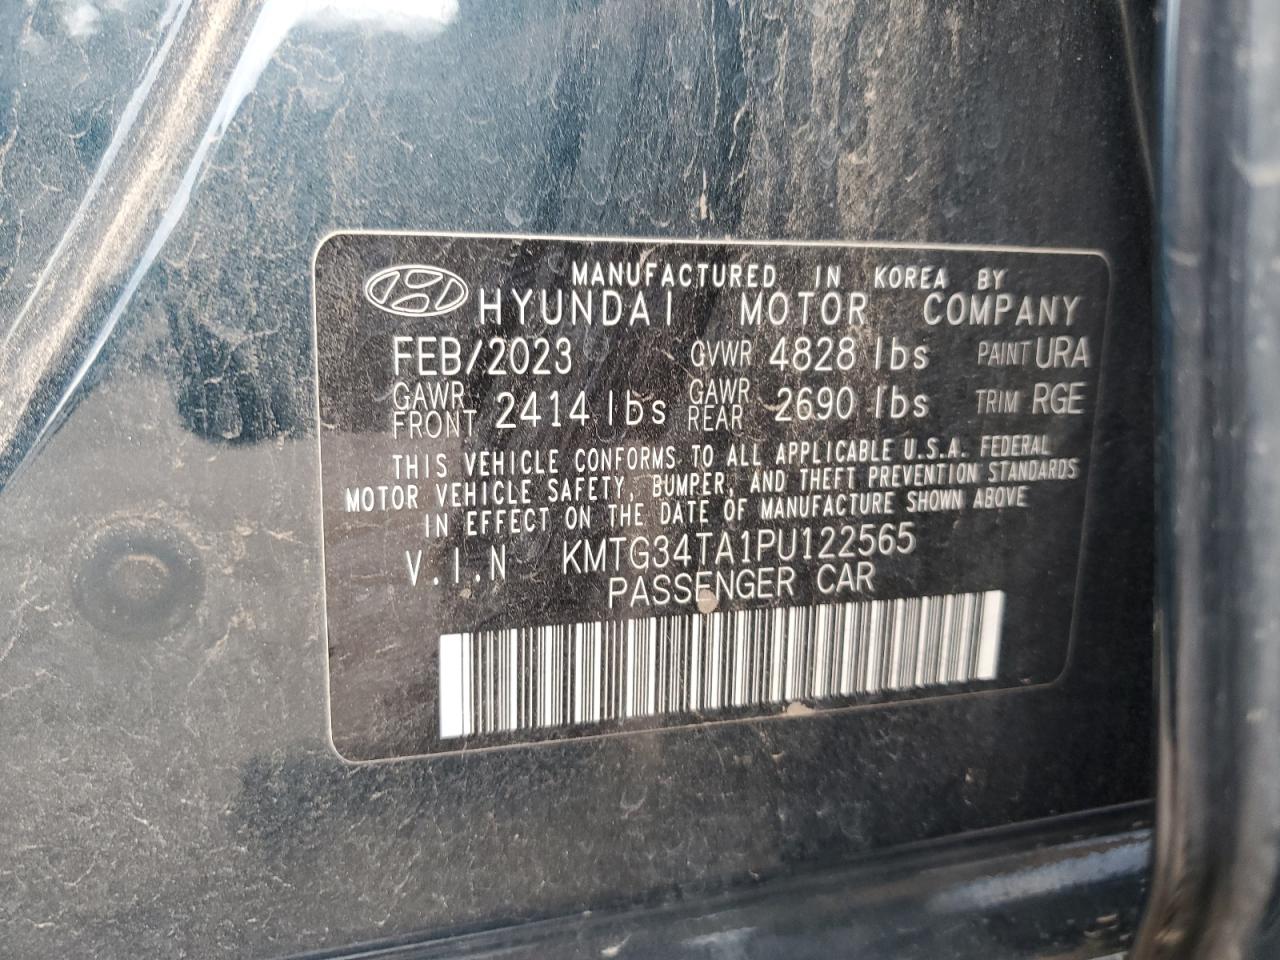 MANUFACTURED IN KOREA BY
HYUNDAI MOTOR COMPANY
FEB/2023 GVWR 4828 lbs PAINT URA
GAWR FRONT 2414 lbs GAWR REAR 2690 lbs TRIM RGE
THIS VEHICLE CONFORMS TO ALL APPLICABLE U.S.A. FEDERAL
MOTOR VEHICLE SAFETY, BUMPER, AND THEFT PREVENTION STANDARDS
IN EFFECT ON THE DATE OF MANUFACTURE SHOWN ABOVE
V.I.N KMTG34TA1PU122565
PASSENGER CAR